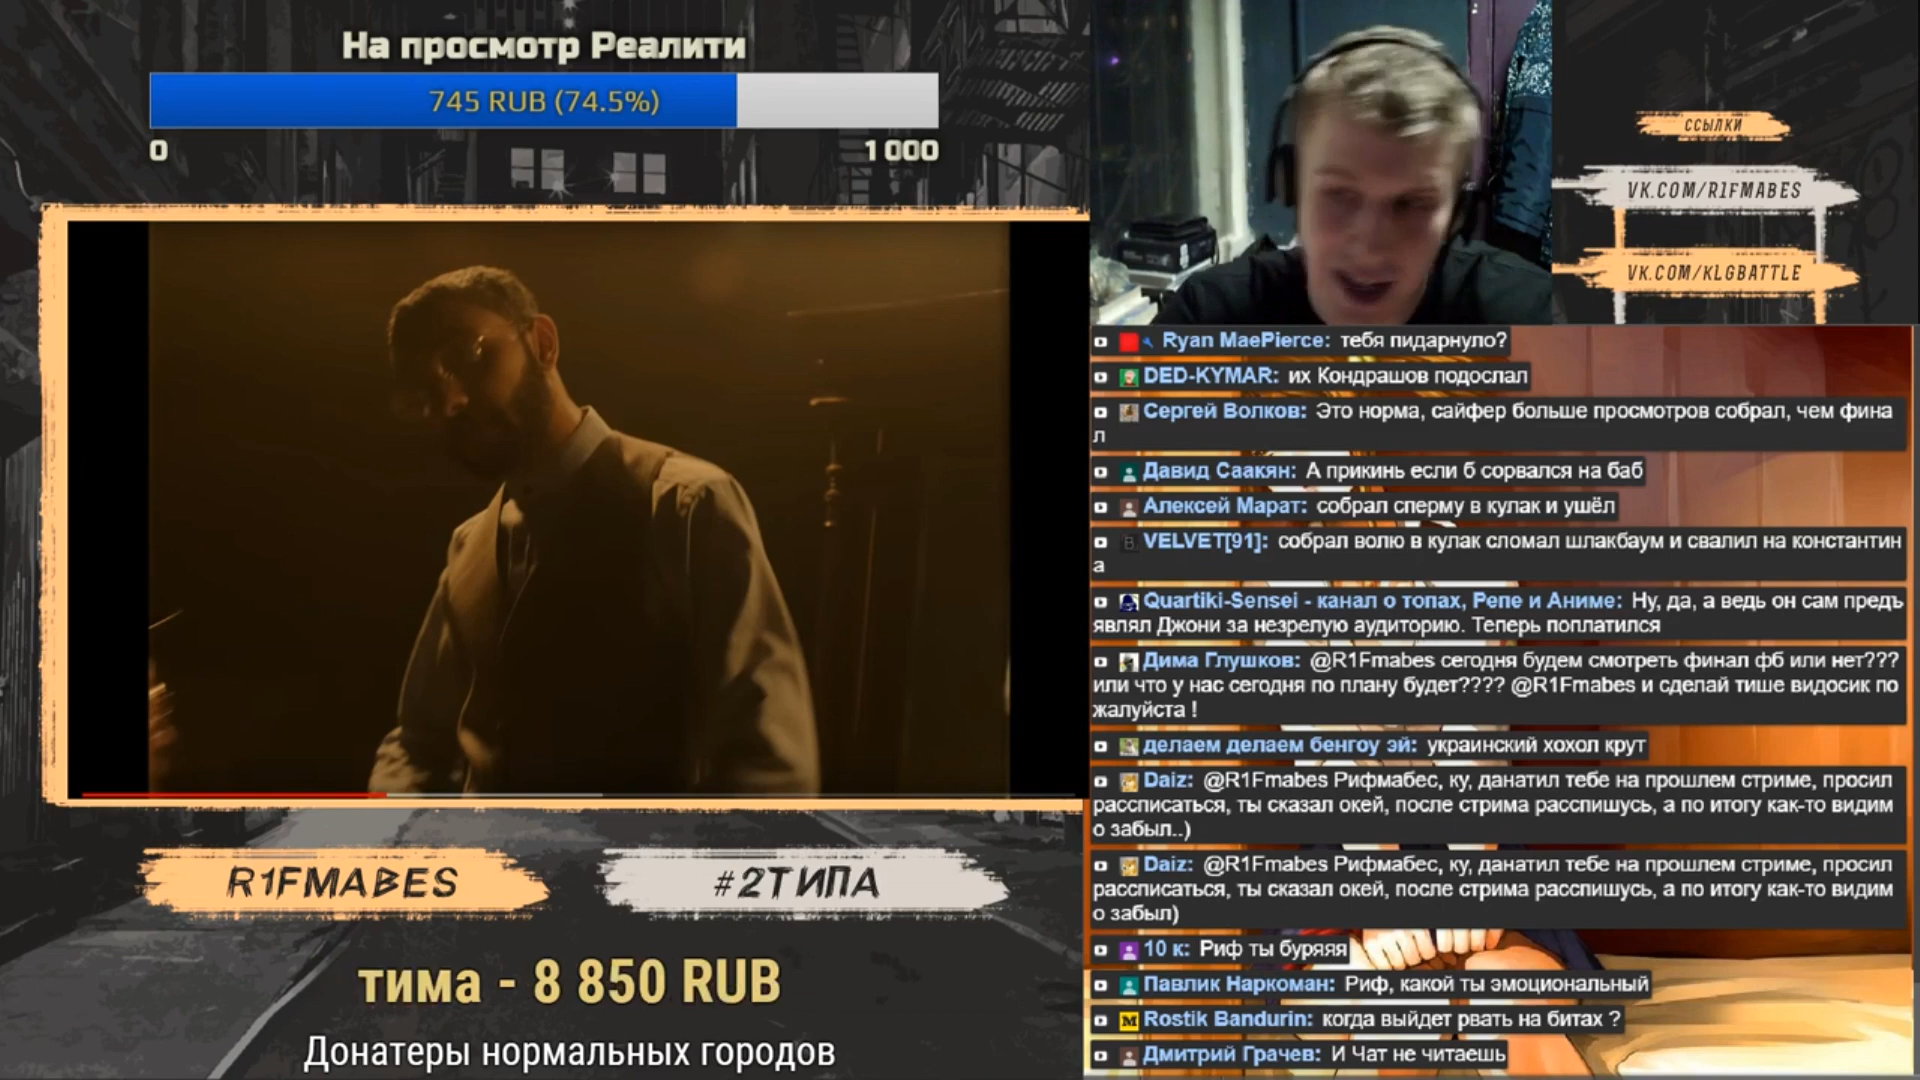 На просмотр Реалити
745 RUB (74.5%)
0
1 000
ССЫЛКИ
VK.COM/R1FMABES
VK.COM/KLGBATTLE
Ryan MaePierce: тебя пидарнуло?
DED-KYMAR: их Кондрашов подослал
Сергей Волков: Это норма, сайфер больше просмотров собрал, чем фина
л
Давид Саакян: А прикинь если б сорвался на баб
Алексей Марат: собрал сперму в кулак и ушёл
VELVET[91]: собрал волю в кулак сломал шлакбаум и свалил на константин
а
Quartiki-Sensei - канал о топах, Репе и Аниме: Ну, да, а ведь он сам предъ
являл Джони за незрелую аудиторию. Теперь поплатился
Дима Глушков: @R1Fmabes сегодня будем смотреть финал фб или нет???
или что у нас сегодня по плану будет???? @R1Fmabes и сделай тише видосик по
жалуйста !
делаем делаем бенгоу эй: украинский хохол крут
Daiz: @R1Fmabes Рифмабес, ку, данатил тебе на прошлем стриме, просил
рассписаться, ты сказал окей, после стрима расспишусь, а по итогу как-то видим
о забыл..)
Daiz: @R1Fmabes Рифмабес, ку, данатил тебе на прошлем стриме, просил
рассписаться, ты сказал окей, после стрима расспишусь, а по итогу как-то видим
о забыл)
10 к: Риф ты буряяя
Павлик Наркоман: Риф, какой ты эмоциональный
Rostik Bandurin: когда выйдет рвать на битах ?
Дмитрий Грачев: И Чат не читаешь
R1FMABES
#2ТИПА
тима - 8 850 RUB
Донатеры нормальных городов